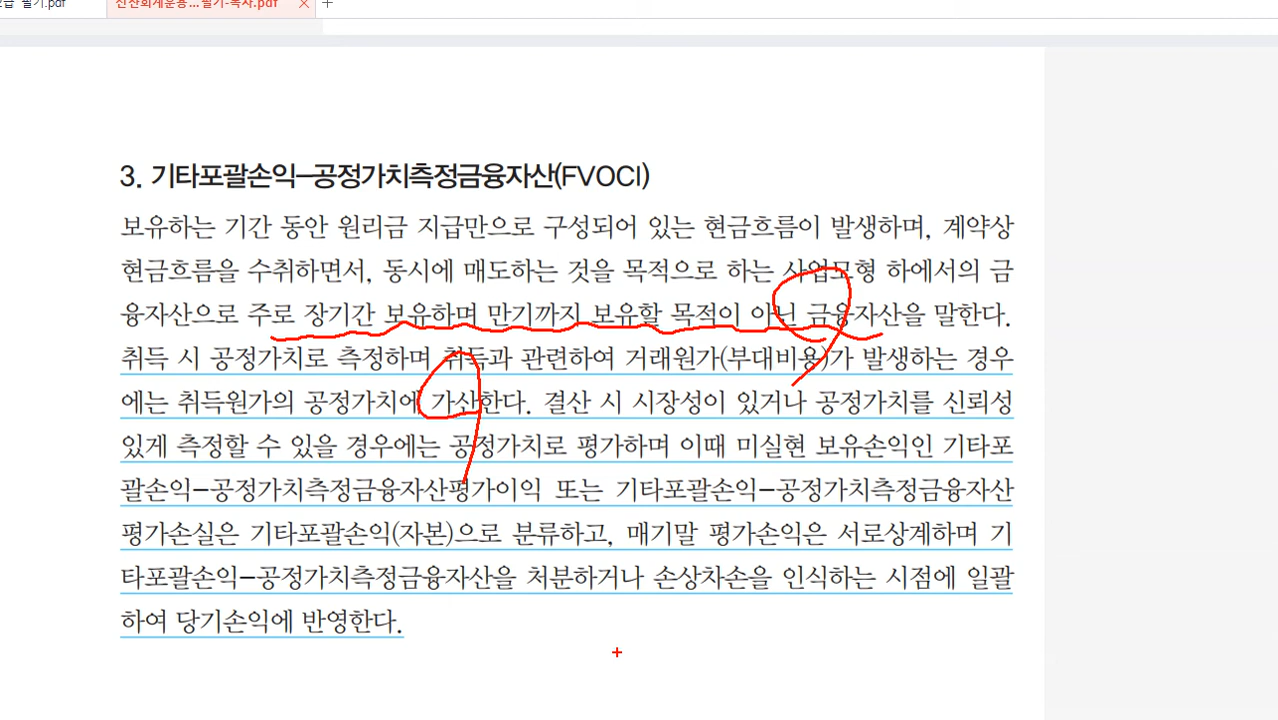 필기.pdf
3. 기타포괄손익–공정가치측정금융자산(FVOCI)
보유하는 기간 동안 원리금 지급만으로 구성되어 있는 현금흐름이 발생하며, 계약상
현금흐름을 수취하면서, 동시에 매도하는 것을 목적으로 하는 사업모형 하에서의 금
융자산으로 주로 장기간 보유하며 만기까지 보유할 목적이 아닌 금융자산을 말한다.
취득 시 공정가치로 측정하며 취득과 관련하여 거래원가(부대비용)가 발생하는 경우
에는 취득원가의 공정가치에 가산한다. 결산 시 시장성이 있거나 공정가치를 신뢰성
있게 측정할 수 있을 경우에는 공정가치로 평가하며 이때 미실현 보유손익인 기타포
괄손익–공정가치측정금융자산평가이익 또는 기타포괄손익–공정가치측정금융자산
평가손실은 기타포괄손익(자본)으로 분류하고, 매기말 평가손익은 서로상계하며 기
타포괄손익–공정가치측정금융자산을 처분하거나 손상차손을 인식하는 시점에 일괄
하여 당기손익에 반영한다.